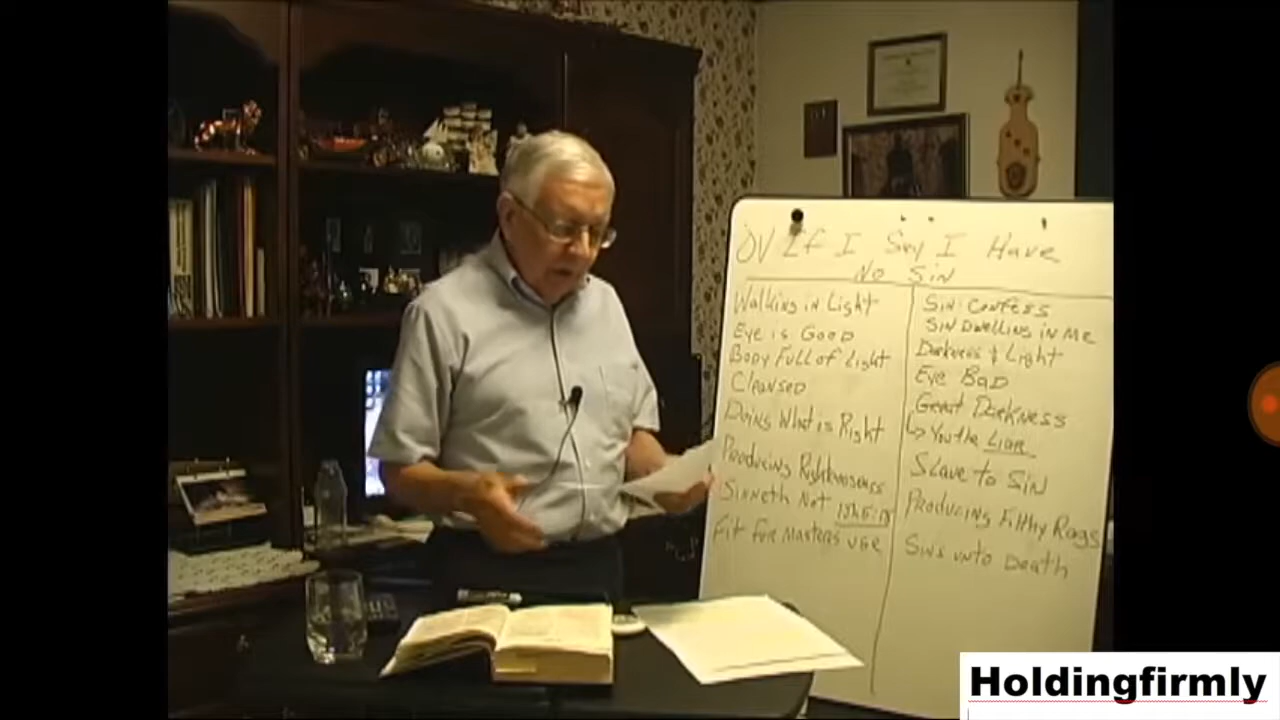 If I Say I Have
No Sin
Walking in Light
Eye is Good
Body Full of Light
Cleansed
Doing What is Right
Producing Righteousness
Sinneth Not
Fit For Masters use
Sin: Confess
Sin Dwelling in Me
Darkness & Light
Eye Bad
Great Darkness
↳ You the Liar
Slave to Sin
Producing Filthy Rags
Sins unto Death
Holdingfirmly